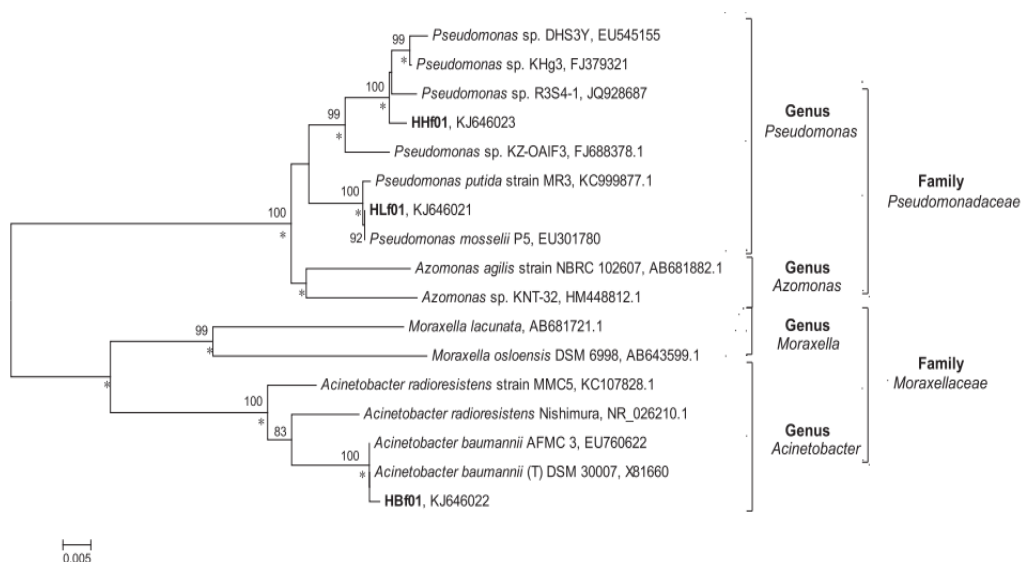 99
Pseudomonas sp. DHS3Y, EU545155
*
Pseudomonas sp. KHg3, FJ379321
100
Pseudomonas sp. R3S4-1, JQ928687
*
99
HHf01, KJ646023
*
Pseudomonas sp. KZ-OAIF3, FJ688378.1
Genus
Pseudomonas
Pseudomonas putida strain MR3, KC999877.1
100
Family
Pseudomonadaceae
*
HLf01, KJ646021
100
*
92
Pseudomonas mosselii P5, EU301780
Azomonas agilis strain NBRC 102607, AB681882.1
Genus
Azomonas
*
Azomonas sp. KNT-32, HM448812.1
99
Moraxella lacunata, AB681721.1
Genus
Moraxella
*
Moraxella osloensis DSM 6998, AB643599.1
Family
Moraxellaceae
*
Acinetobacter radioresistens strain MMC5, KC107828.1
100
*
Acinetobacter radioresistens Nishimura, NR_026210.1
83
Genus
Acinetobacter
Acinetobacter baumannii AFMC 3, EU760622
100
*
Acinetobacter baumannii (T) DSM 30007, X81660
HBf01, KJ646022
0.005